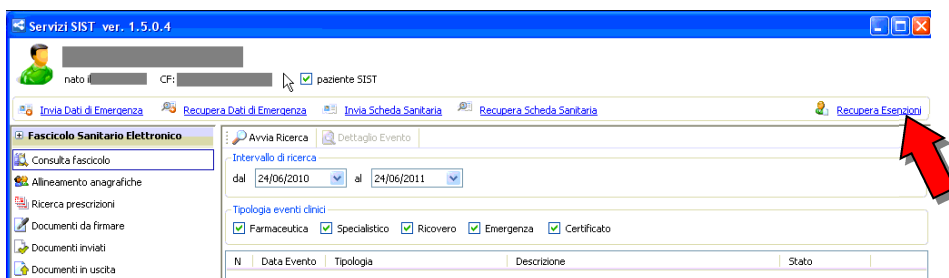 Servizi SIST ver. 1.5.0.4
nato il CF: paziente SIST
Invia Dati di Emergenza Recupera Dati di Emergenza Invia Scheda Sanitaria Recupera Scheda Sanitaria Recupera Esenzioni
Fascicolo Sanitario Elettronico
Avvia Ricerca Dettaglio Evento
Consulta fascicolo
Allineamento anagrafiche
Ricerca prescrizioni
Documenti da firmare
Documenti inviati
Documenti in uscita
Intervallo di ricerca
dal 24/06/2010 al 24/06/2011
Tipologia eventi clinici
Farmaceutica Specialistico Ricovero Emergenza Certificato
N Data Evento Tipologia Descrizione Stato